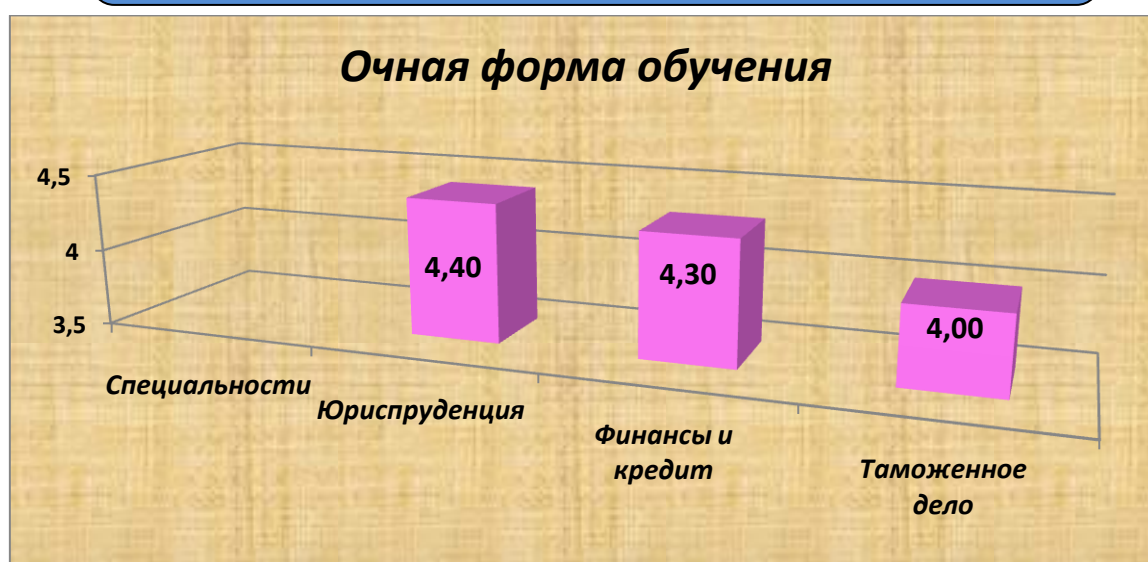 Очная форма обучения
4,5
4
3,5
4,40
4,30
4,00
Специальности
Юриспруденция
Финансы и
кредит
Таможенное
дело